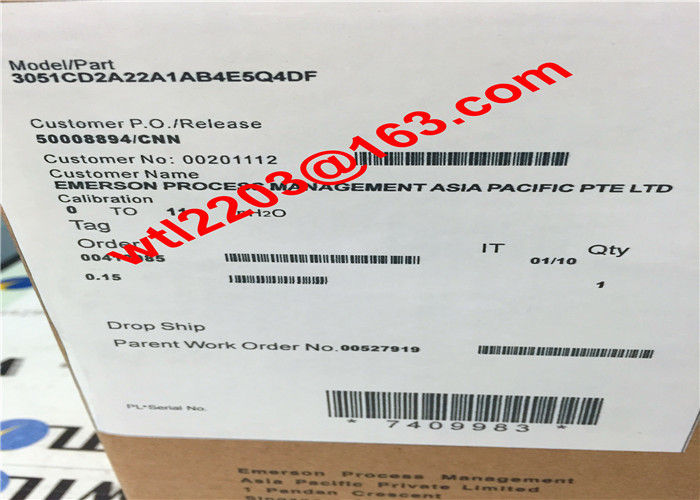 Model/Part
3051CD2A22A1AB4E5Q4DF
Customer P.O./Release
50008894/CNN
Customer No: 00201112
Customer Name
EMERSON PROCESS MANAGEMENT ASIA PACIFIC PTE LTD
Calibration
0 TO
Tag
Order
IT 01/10 Qty
0.15
1
Drop Ship
Parent Work Order No. 00527919
PL*Serial No.
* 7409983 *
Emerson Process Management
Asia Pacific Private Limited
1 Pandan Crescent
wtl2203@163.com